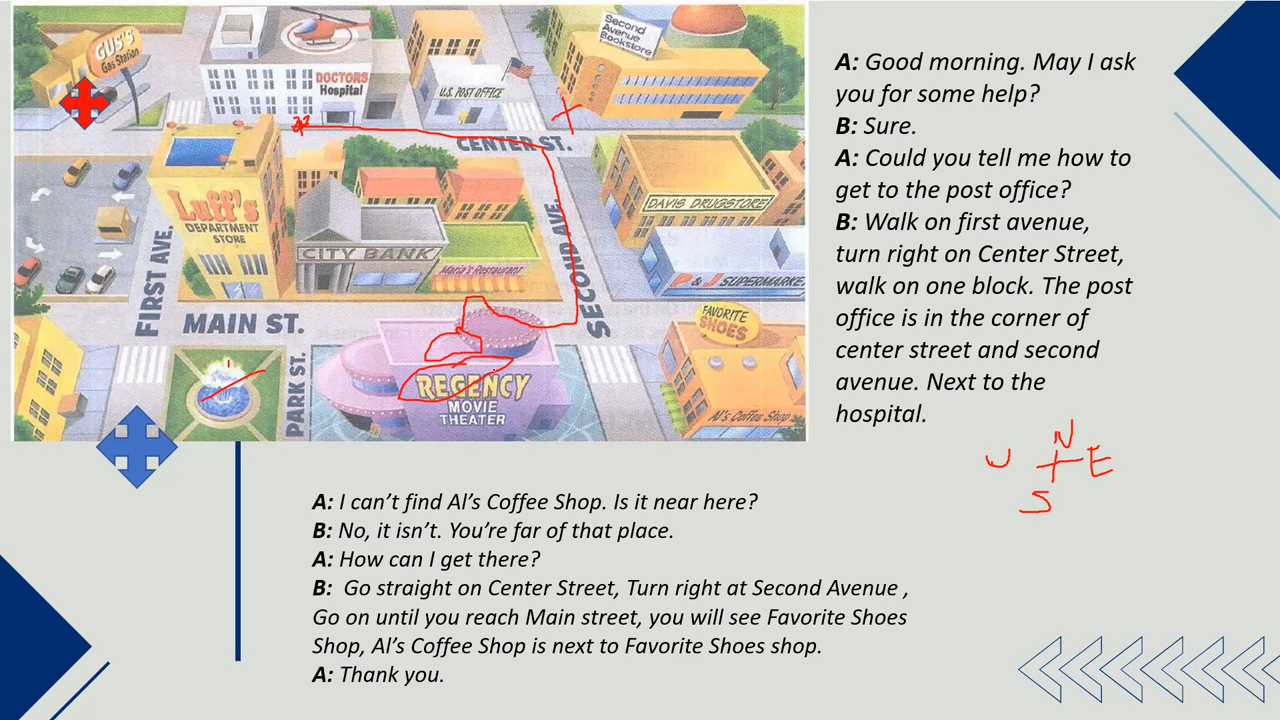 GUS's
Gas Station
DOCTORS
Hospital
U.S. POST OFFICE
Second
Avenue
Bookstore
CENTER ST.
Luff's
DEPARTMENT
STORE
CITY BANK
Maria's Restaurant
DAVIS DRUGSTORE
P & J SUPERMARKET
FIRST AVE.
MAIN ST.
SECOND AVE.
PARK ST.
REGENCY
MOVIE
THEATER
FAVORITE
SHOES
Al's Coffee Shop
A: Good morning. May I ask
you for some help?
B: Sure.
A: Could you tell me how to
get to the post office?
B: Walk on first avenue,
turn right on Center Street,
walk on one block. The post
office is in the corner of
center street and second
avenue. Next to the
hospital.
N
E
S
A: I can’t find Al’s Coffee Shop. Is it near here?
B: No, it isn’t. You’re far of that place.
A: How can I get there?
B: Go straight on Center Street, Turn right at Second Avenue ,
Go on until you reach Main street, you will see Favorite Shoes
Shop, Al’s Coffee Shop is next to Favorite Shoes shop.
A: Thank you.